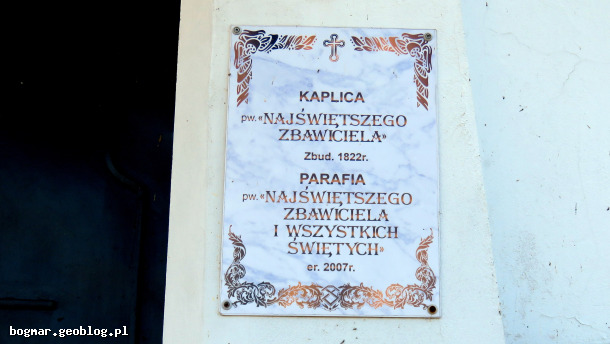 KAPLICA
pw.«NAJŚWIĘTSZEGO
ZBAWICIELA»
Zbud. 1822r.
PARAFIA
pw.«NAJŚWIĘTSZEGO
ZBAWICIELA
I WSZYSTKICH
ŚWIĘTYCH»
er. 2007r.
bogmar.geoblog.pl